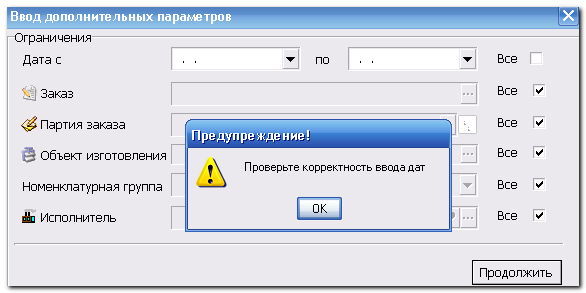 Ввод дополнительных параметров
Ограничения
Дата с . . по . . Все
Заказ ... Все
Партия заказа Все
Предупреждение!
Объект изготовления ... Все
Проверьте корректность ввода дат
Номенклатурная группа Все
Исполнитель ... Все
OK
Продолжить